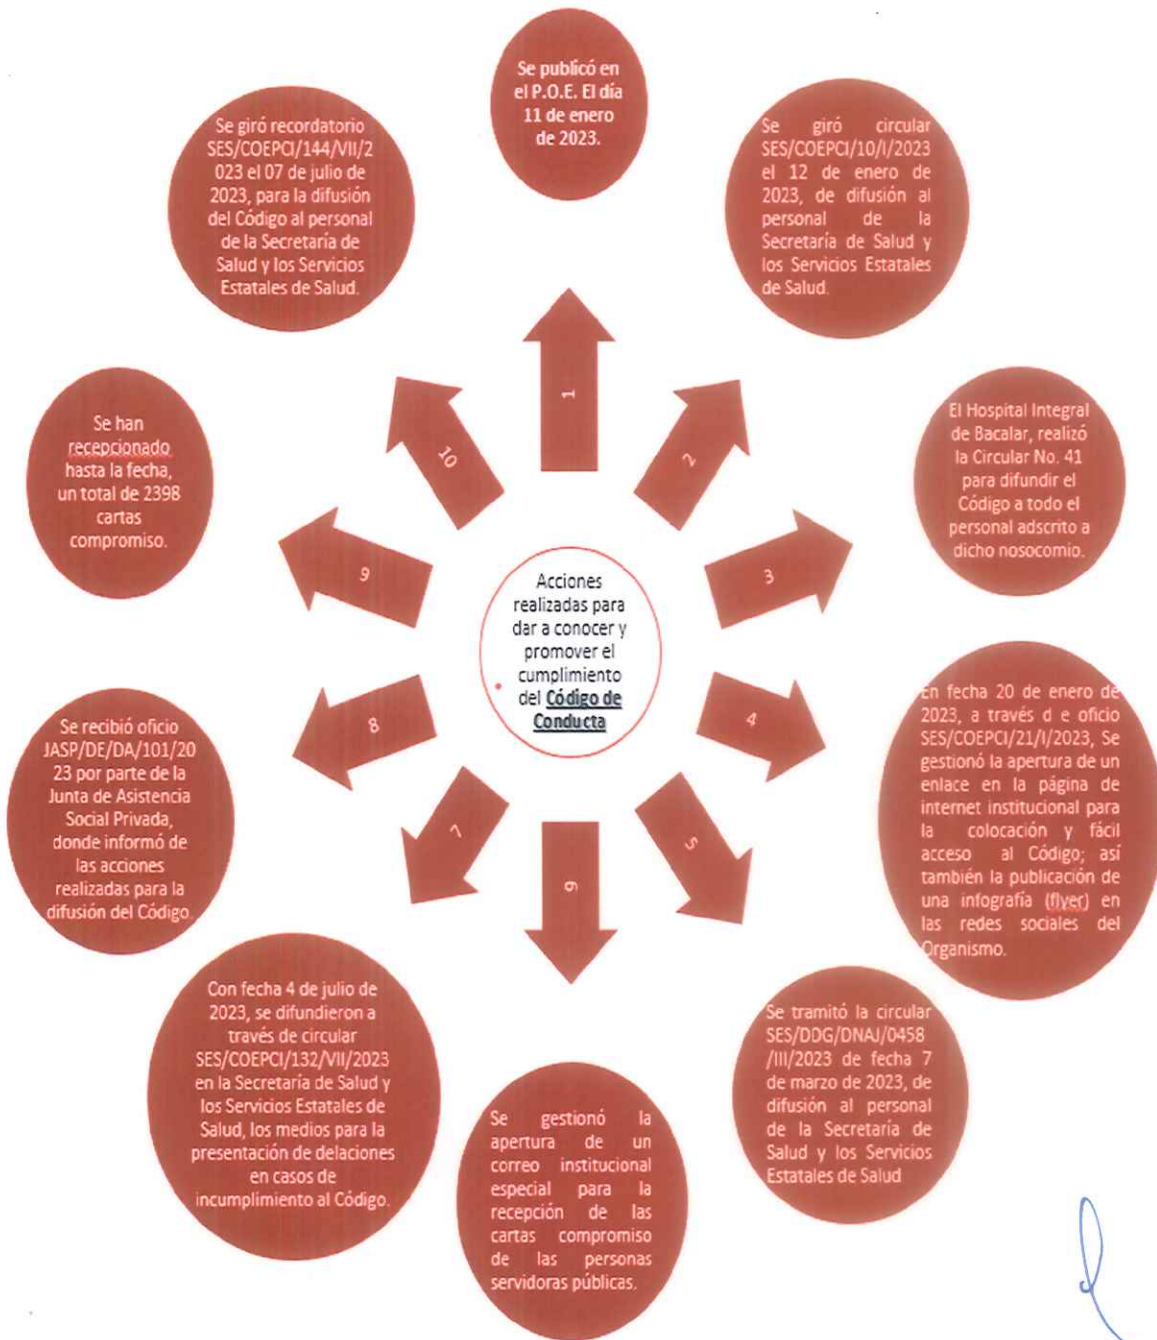 Acciones
realizadas para
dar a conocer y
promover el
cumplimiento
del Código de
Conducta
1
Se publicó en
el P.O.E. El día
11 de enero
de 2023.
2
Se giró circular
SES/COEPCI/10/I/2023
el 12 de enero de
2023, de difusión al
personal de la
Secretaría de Salud y
los Servicios Estatales
de Salud.
3
El Hospital Integral
de Bacalar, realizó
la Circular No. 41
para difundir el
Código a todo el
personal adscrito a
dicho nosocomio.
4
En fecha 20 de enero de
2023, a través d e oficio
SES/COEPCI/21/I/2023, Se
gestionó la apertura de un
enlace en la página de
internet institucional para
la colocación y fácil
acceso al Código; así
también la publicación de
una infografía (flyer) en
las redes sociales del
Organismo.
5
Se tramitó la circular
SES/DDG/DNAJ/0458
/III/2023 de fecha 7
de marzo de 2023, de
difusión al personal
de la Secretaría de
Salud y los Servicios
Estatales de Salud
6
Se gestionó la
apertura de un
correo institucional
especial para la
recepción de las
cartas compromiso
de las personas
servidoras públicas.
7
Con fecha 4 de julio de
2023, se difundieron a
través de circular
SES/COEPCI/132/VII/2023
en la Secretaría de Salud y
los Servicios Estatales de
Salud, los medios para la
presentación de delaciones
en casos de
incumplimiento al Código.
8
Se recibió oficio
JASP/DE/DA/101/20
23 por parte de la
Junta de Asistencia
Social Privada,
donde informó de
las acciones
realizadas para la
difusión del Código
9
Se han
recepcionado
hasta la fecha,
un total de 2398
cartas
compromiso.
10
Se giró recordatorio
SES/COEPCI/144/VII/2
023 el 07 de julio de
2023, para la difusión
del Código al personal
de la Secretaría de
Salud y los Servicios
Estatales de Salud.